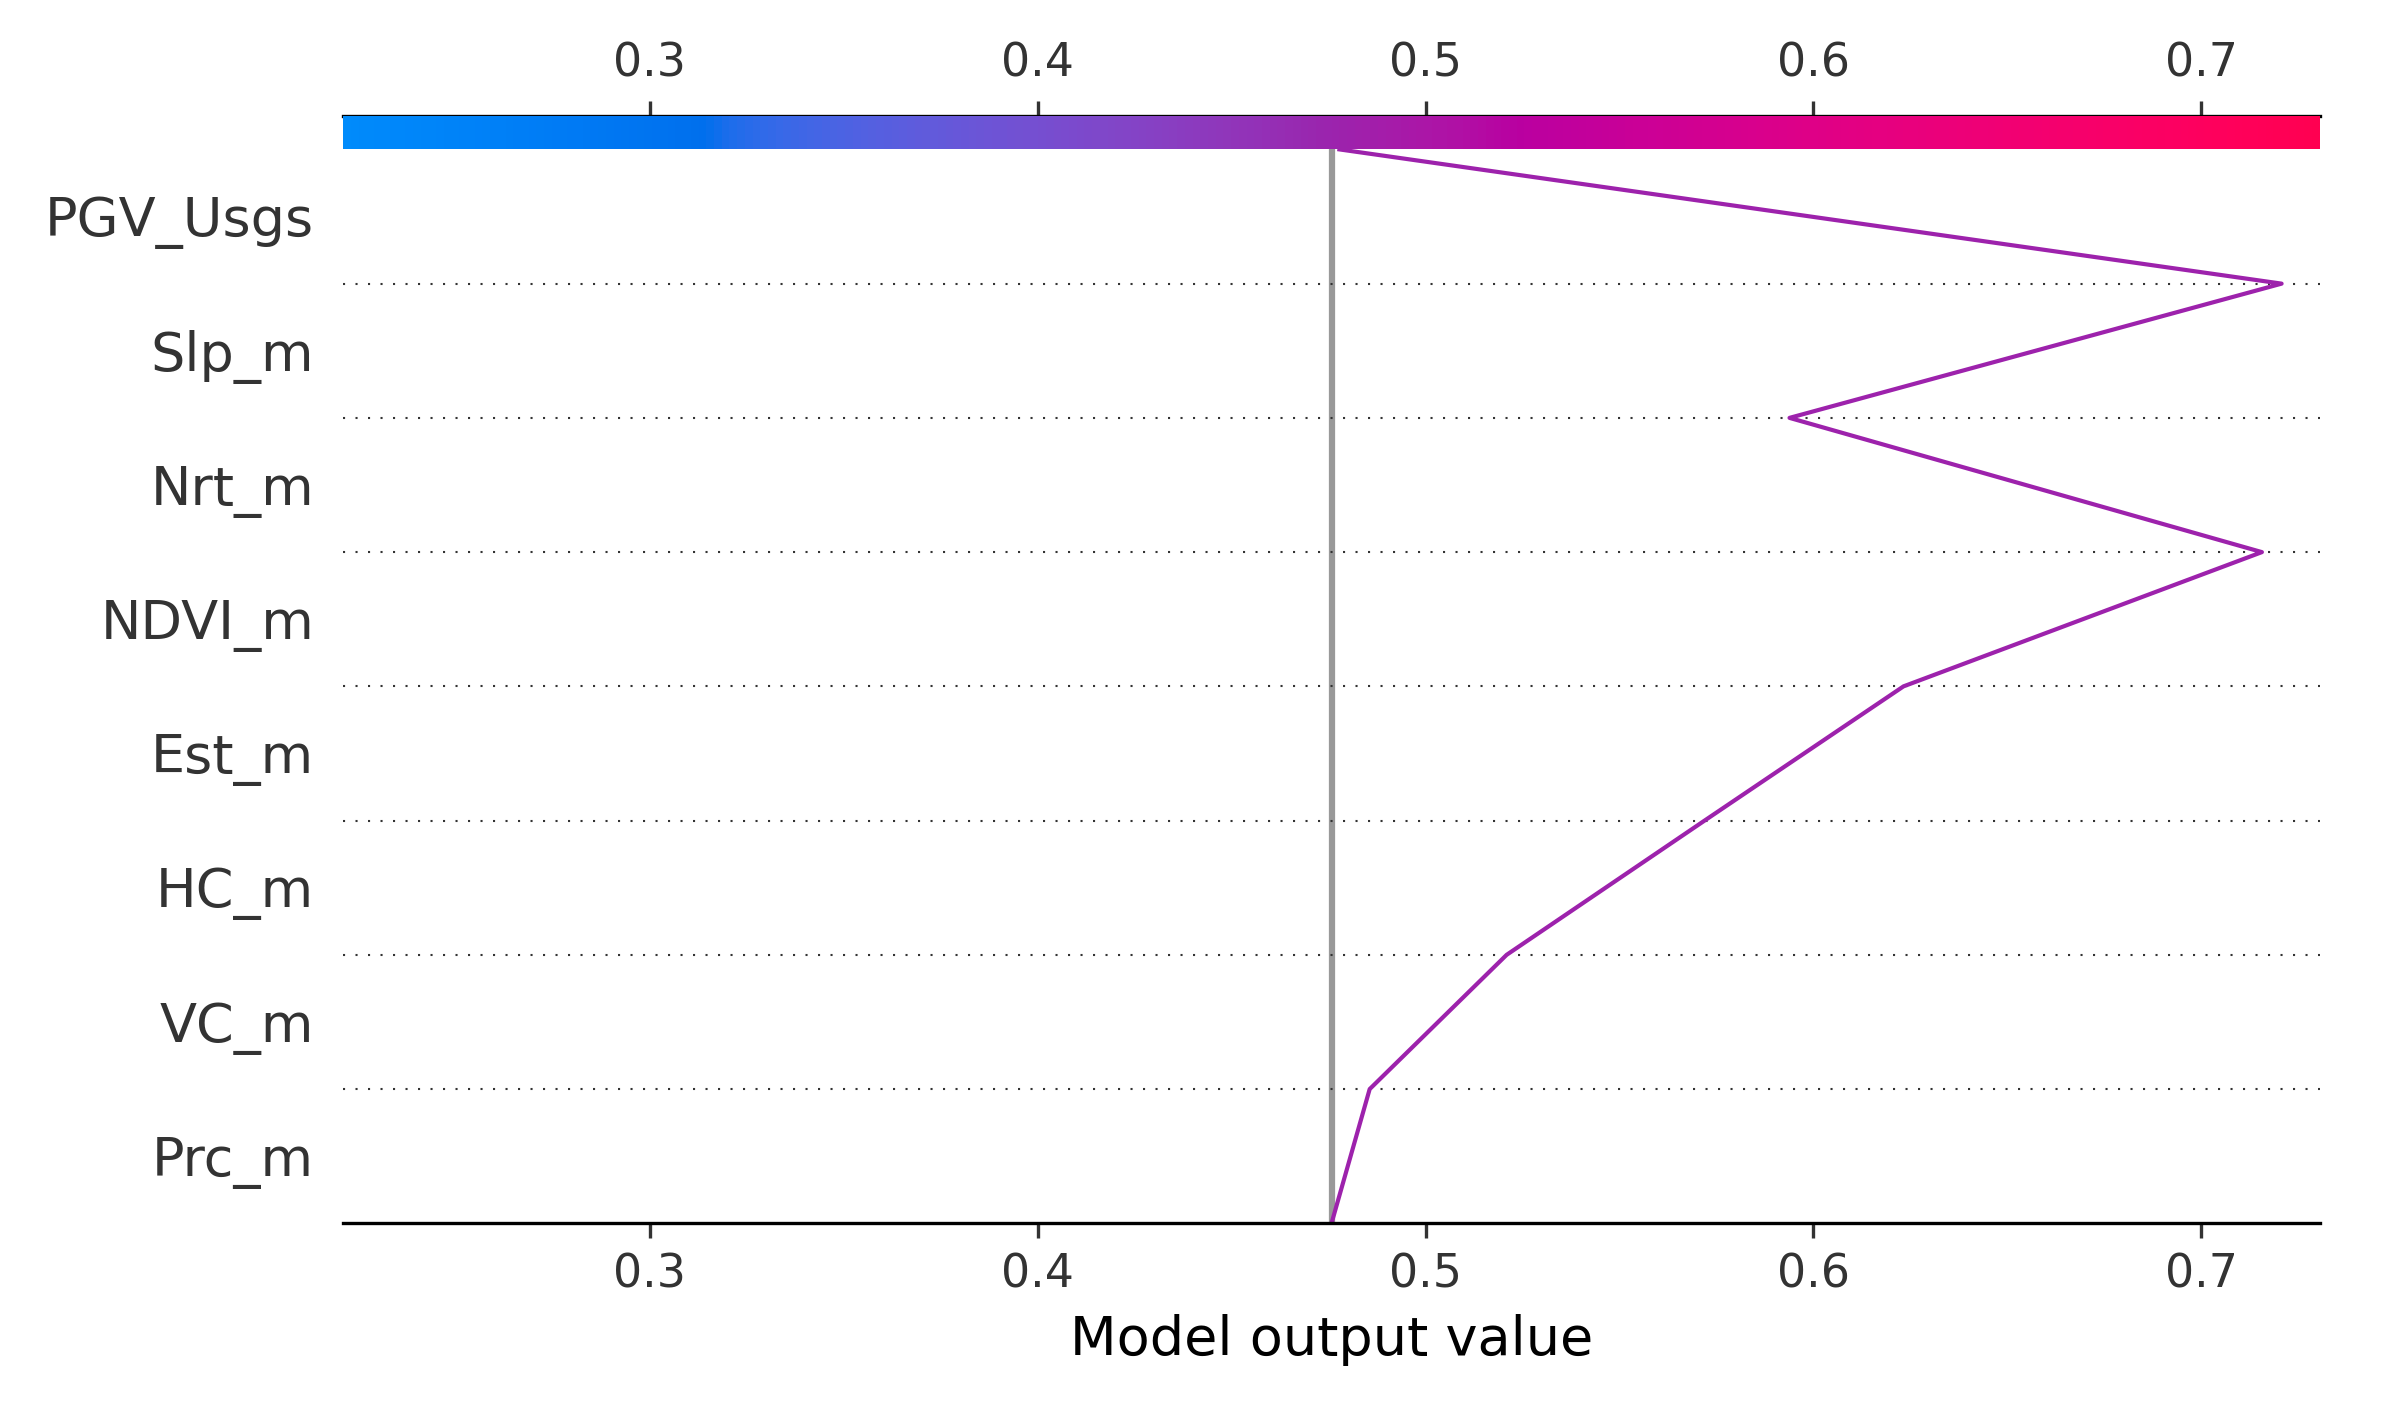 0.3 0.4 0.5 0.6 0.7
PGV_Usgs
Slp_m
Nrt_m
NDVI_m
Est_m
HC_m
VC_m
Prc_m
0.3 0.4 0.5 0.6 0.7
Model output value